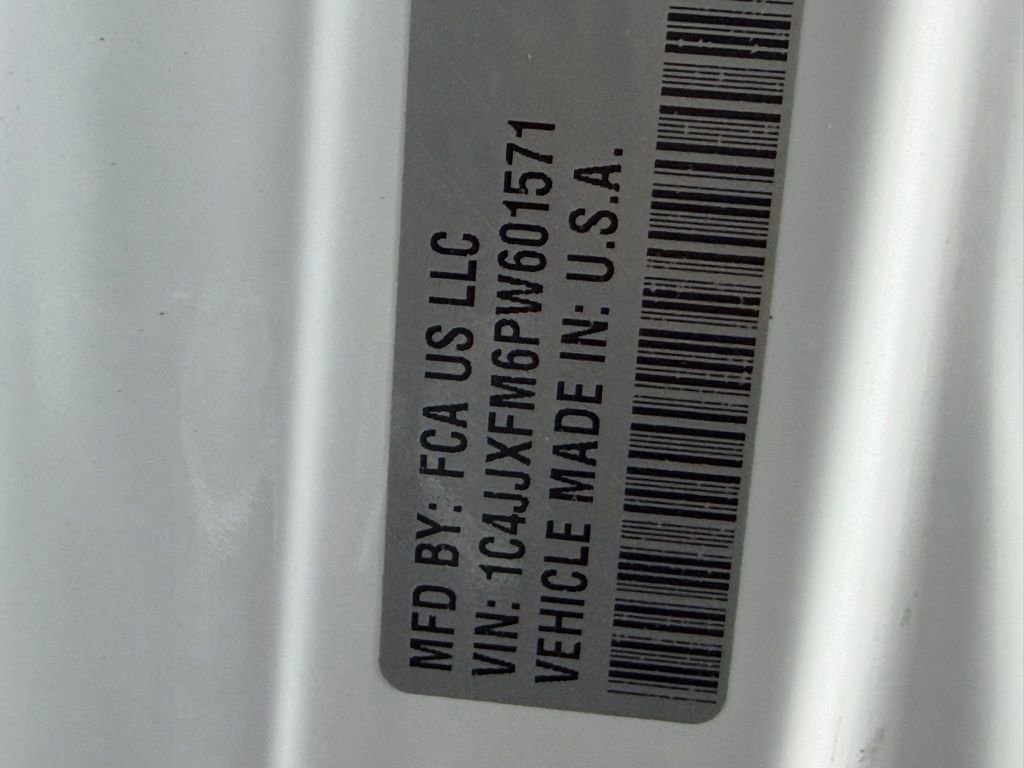 MFD BY: FCA US LLC
VIN: 1C4JJXFM6PW601571
VEHICLE MADE IN: U.S.A.